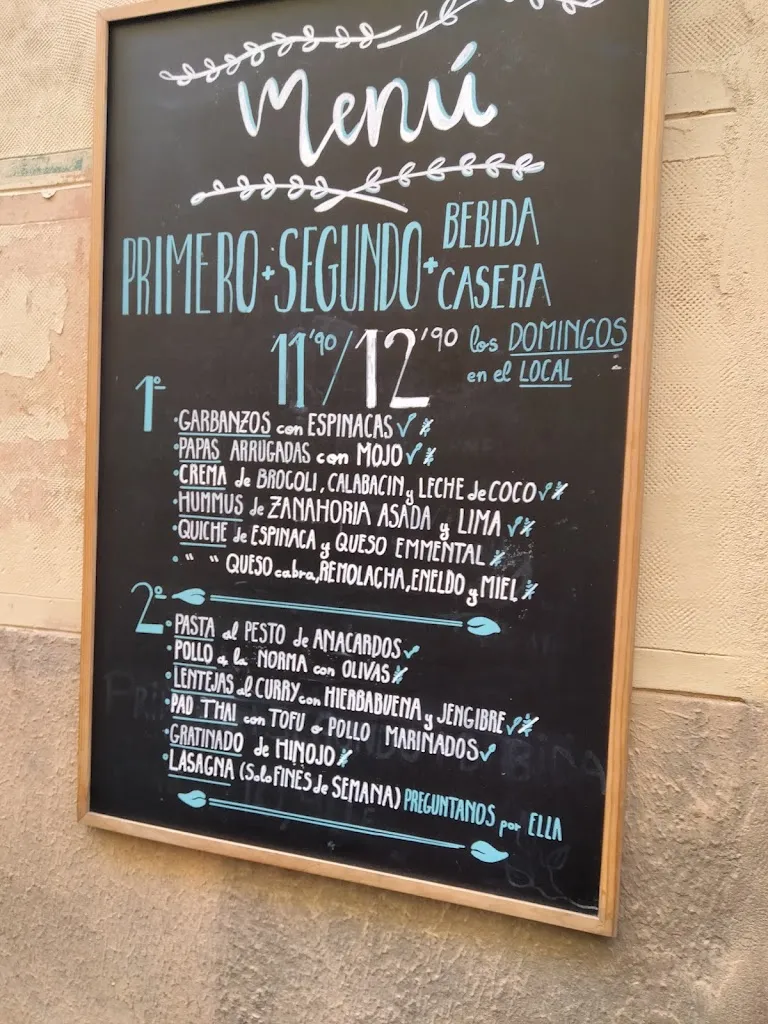 Menú
PRIMERO + SEGUNDO + BEBIDA CASERA
11'90 / 12'90 los DOMINGOS en el LOCAL
1º
· GARBANZOS con ESPINACAS
· PAPAS ARRUGADAS con MOJO
· CREMA de BROCOLI, CALABACIN y LECHE de COCO
· HUMMUS de ZANAHORIA ASADA y LIMA
· QUICHE de ESPINACA y QUESO EMMENTAL
· " " QUESO cabra, REMOLACHA, ENELDO y MIEL
2º
· PASTA al PESTO de ANACARDOS
· POLLO a la NORMA con OLIVAS
· LENTEJAS al CURRY con HIERBABUENA y JENGIBRE
· PAD THAI con TOFU o POLLO MARINADOS
· GRATINADO de HINOJO
· LASAGNA (Solo FINES de SEMANA) PREGUNTANOS por ELLA